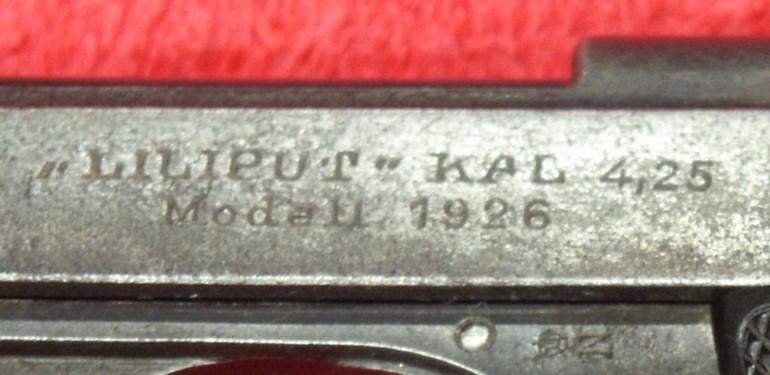 „LILIPUT" KAL 4,25
Modell 1926
N